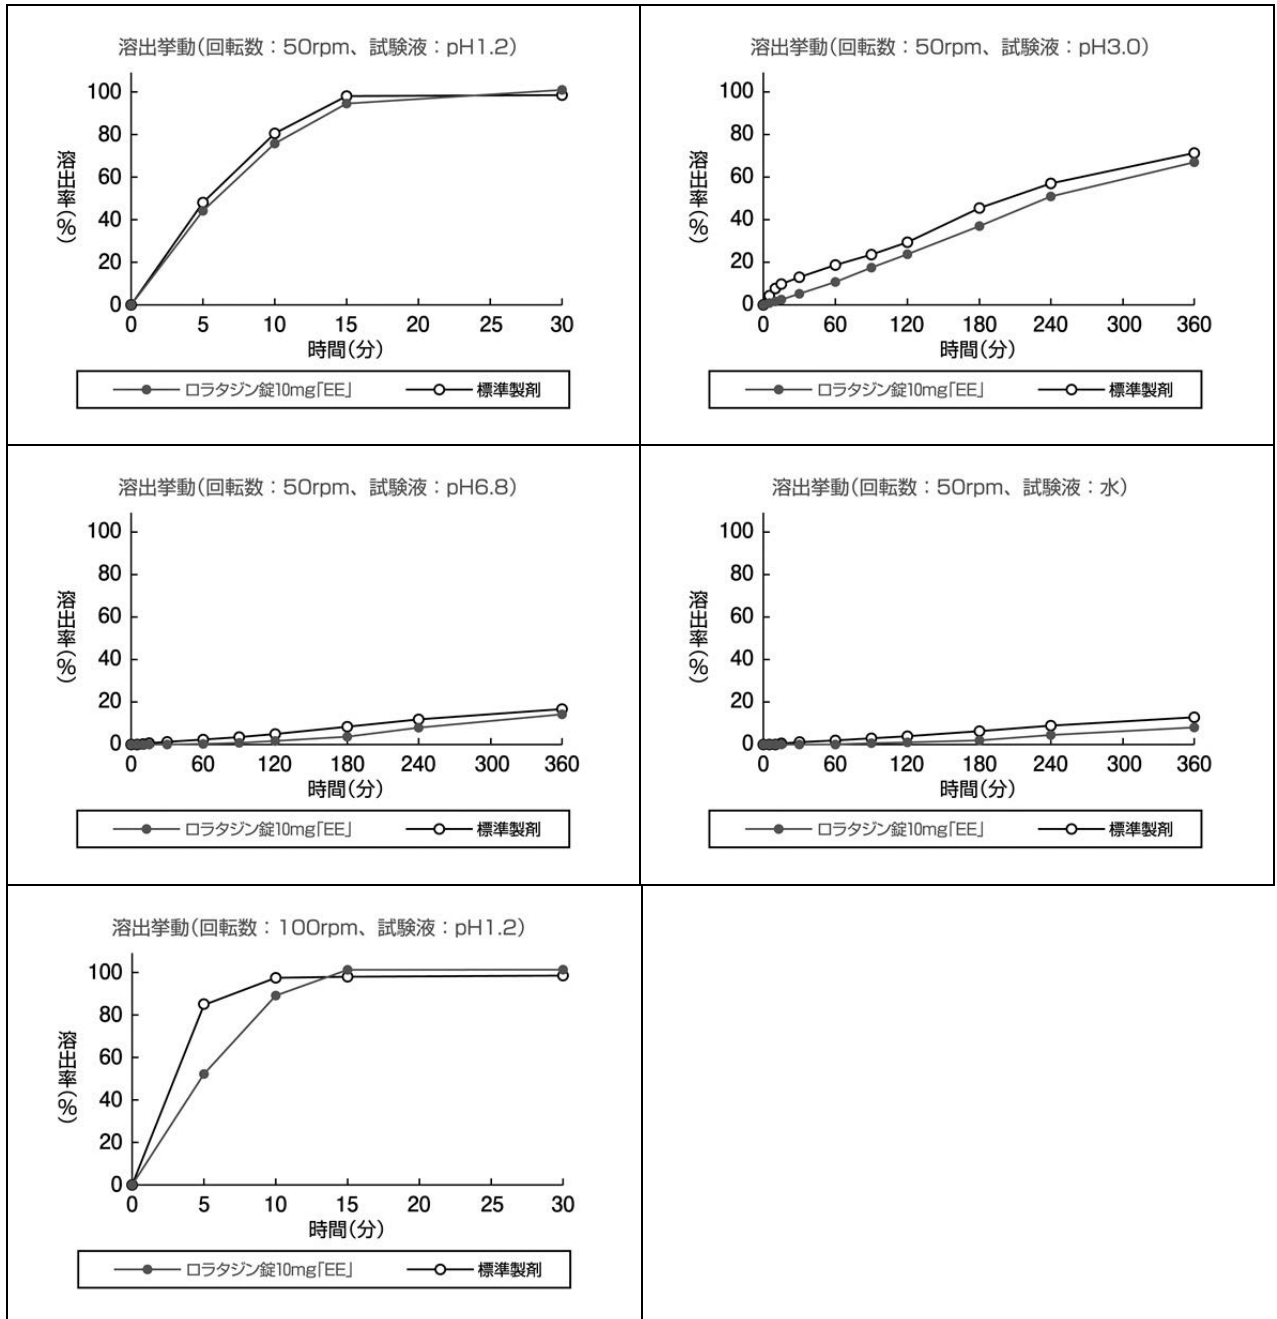 溶出挙動(回転数：50rpm、試験液：pH1.2)
100
80
60
40
20
0
溶出率(%)
0 5 10 15 20 25 30
時間(分)
ロラタジン錠10mg「EE」 標準製剤
溶出挙動(回転数：50rpm、試験液：pH3.0)
100
80
60
40
20
0
溶出率(%)
0 60 120 180 240 300 360
時間(分)
ロラタジン錠10mg「EE」 標準製剤
溶出挙動(回転数：50rpm、試験液：pH6.8)
100
80
60
40
20
0
溶出率(%)
0 60 120 180 240 300 360
時間(分)
ロラタジン錠10mg「EE」 標準製剤
溶出挙動(回転数：50rpm、試験液：水)
100
80
60
40
20
0
溶出率(%)
0 60 120 180 240 300 360
時間(分)
ロラタジン錠10mg「EE」 標準製剤
溶出挙動(回転数：100rpm、試験液：pH1.2)
100
80
60
40
20
0
溶出率(%)
0 5 10 15 20 25 30
時間(分)
ロラタジン錠10mg「EE」 標準製剤